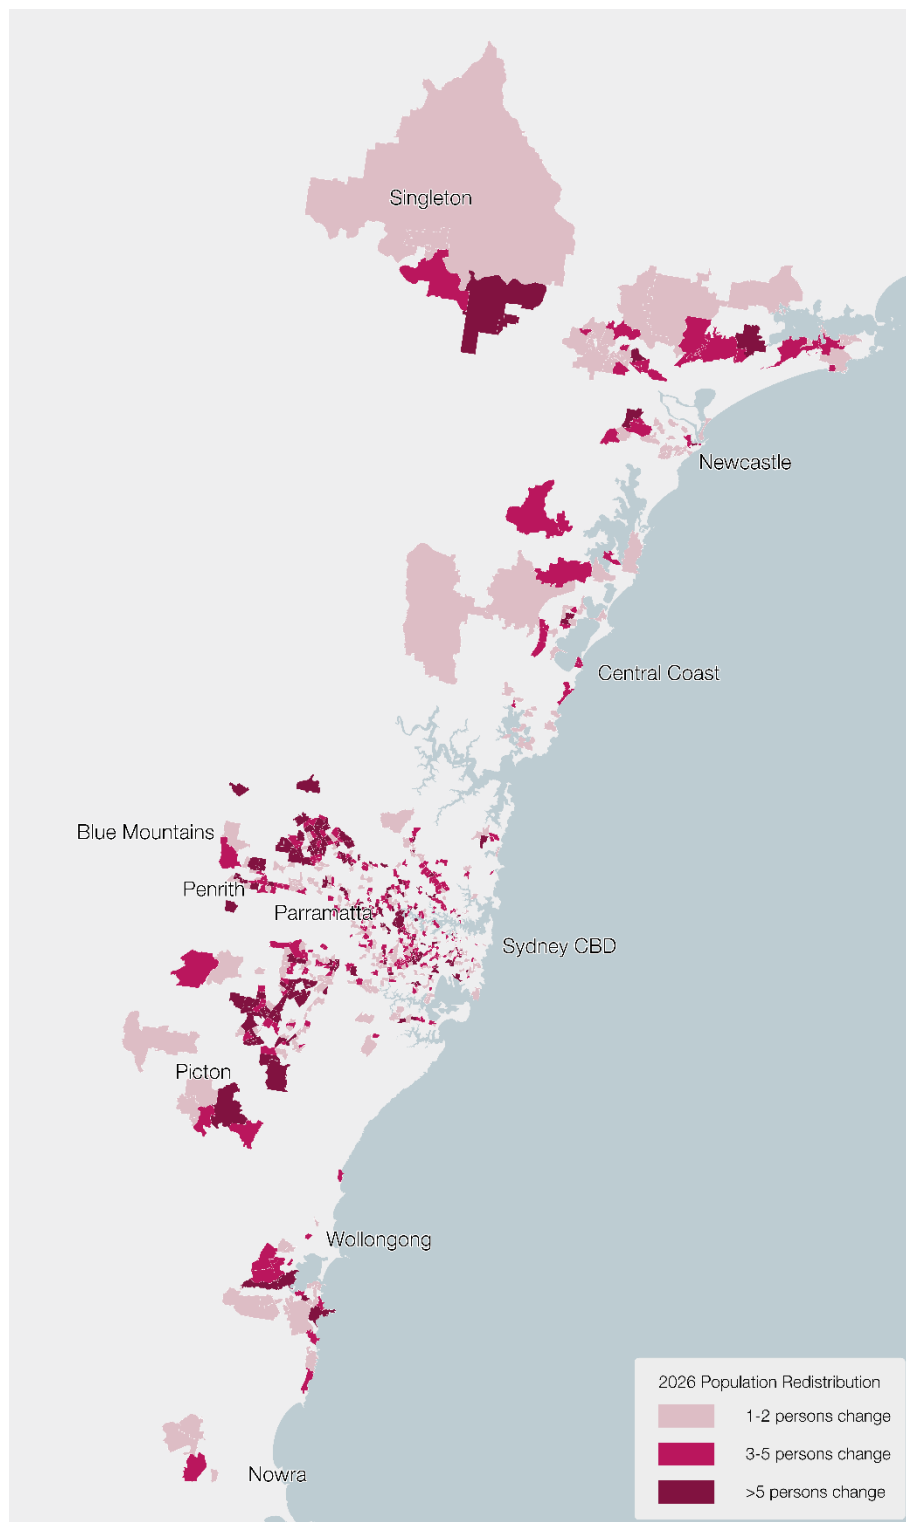 Singleton
Newcastle
Central Coast
Blue Mountains
Penrith
Parramatta
Sydney CBD
Picton
Wollongong
2026 Population Redistribution
1-2 persons change
3-5 persons change
>5 persons change
Nowra